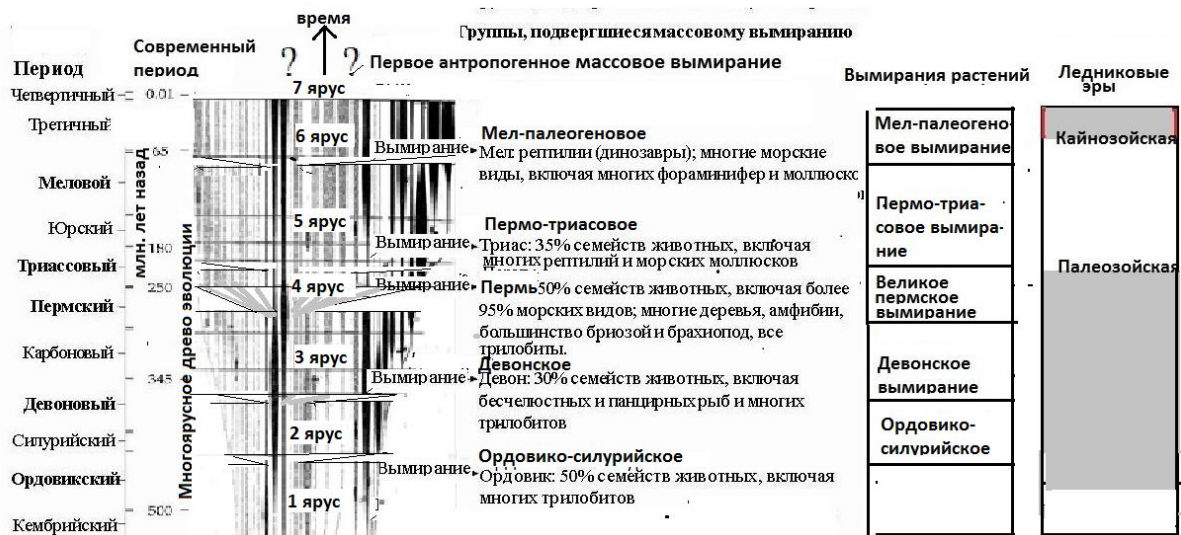 время
Группы, подвергшиеся массовому вымиранию
Современный
период
? ?
Первое антропогенное массовое вымирание
Вымирания растений
Ледниковые
эры
Период
млн. лет назад
Многоярусное древо эволюции
Четвертичный
0.01
7 ярус
Третичный
6 ярус
65
Вымирание
Мел-палеогеновое
Мел: рептилии (динозавры); многие морские
виды, включая многих фораминифер и моллюско
Меловой
Юрский
5 ярус
180
Вымирание
Пермо-триасовое
Триас: 35% семейств животных, включая
многих рептилий и морских моллюсков
Триассовый
4 ярус
250
Вымирание
Пермь 50% семейств животных, включая более
95% морских видов; многие деревья, амфибии,
большинство бриозой и брахиопод, все
трилобиты.
Пермский
Карбоновый
3 ярус
345
Вымирание
Девонское
Девон: 30% семейств животных, включая
бесчелюстных и панцирных рыб и многих
трилобитов
Девоновый
2 ярус
Силурийский
Вымирание
Ордовико-силурийское
Ордовик: 50% семейств животных, включая
многих трилобитов
Ордовикский
1 ярус
500
Кембрийский
Мел-палеогено-
вое вымирание
Пермо-триа-
совое вымира-
ние
Великое
пермское
вымирание
Девонское
вымирание
Ордовико-
силурийское
Кайнозойская
Палеозойская